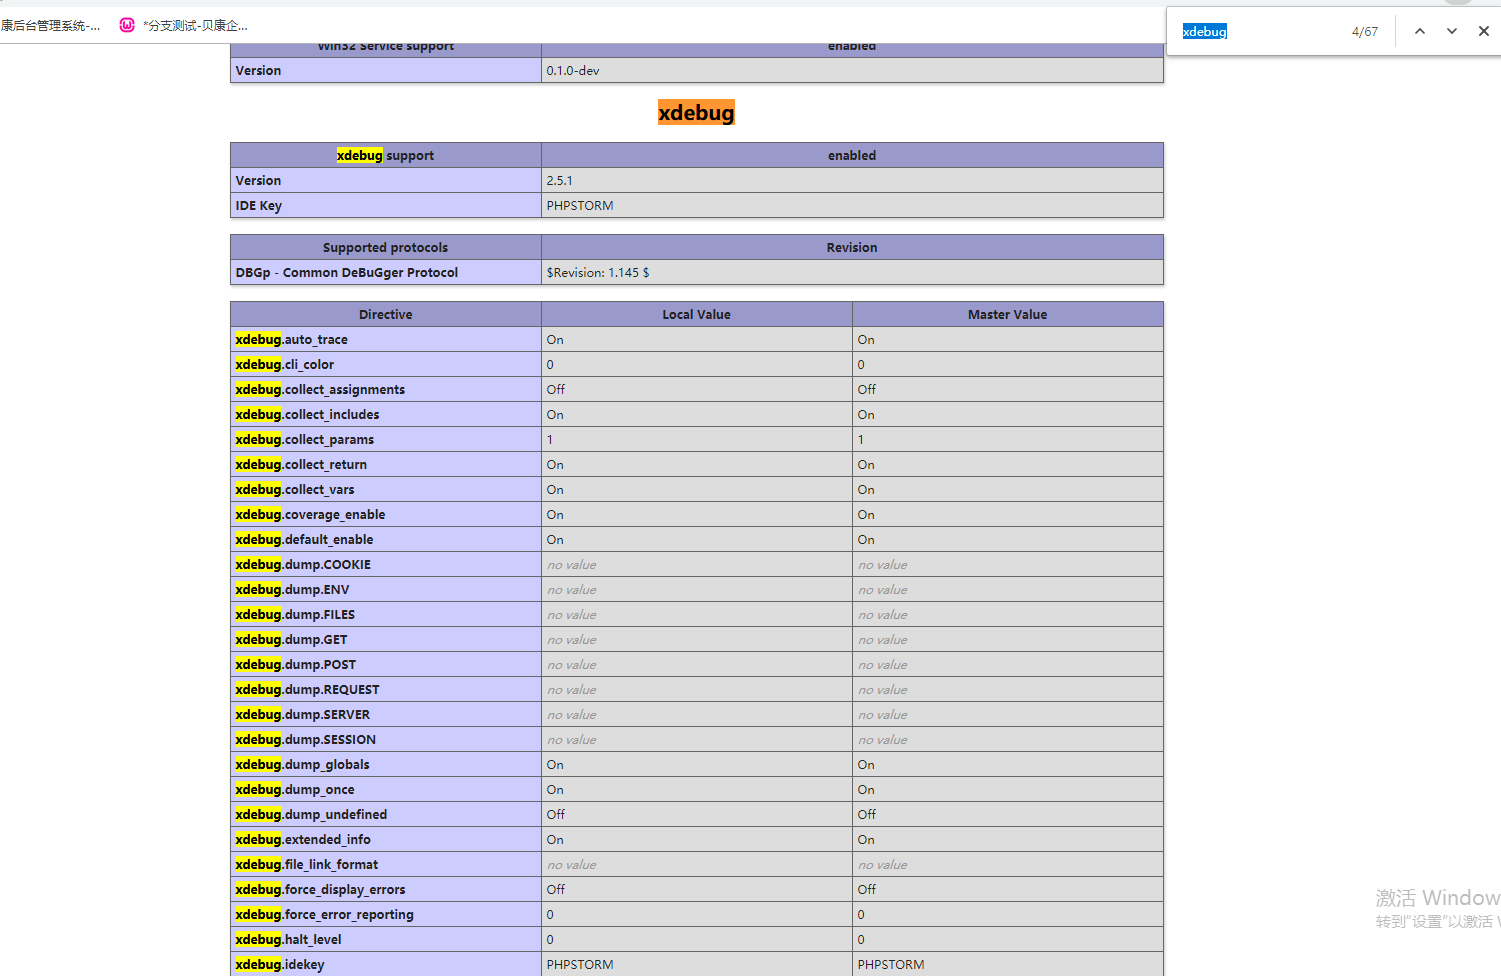 康后台管理系统-...
*分支测试-贝康企...
xdebug 4/67
Win32 Service support enabled
Version 0.1.0-dev
xdebug
xdebug support enabled
Version 2.5.1
IDE Key PHPSTORM
Supported protocols Revision
DBGp - Common DeBuGger Protocol $Revision: 1.145 $
Directive Local Value Master Value
xdebug.auto_trace On On
xdebug.cli_color 0 0
xdebug.collect_assignments Off Off
xdebug.collect_includes On On
xdebug.collect_params 1 1
xdebug.collect_return On On
xdebug.collect_vars On On
xdebug.coverage_enable On On
xdebug.default_enable On On
xdebug.dump.COOKIE no value no value
xdebug.dump.ENV no value no value
xdebug.dump.FILES no value no value
xdebug.dump.GET no value no value
xdebug.dump.POST no value no value
xdebug.dump.REQUEST no value no value
xdebug.dump.SERVER no value no value
xdebug.dump.SESSION no value no value
xdebug.dump_globals On On
xdebug.dump_once On On
xdebug.dump_undefined Off Off
xdebug.extended_info On On
xdebug.file_link_format no value no value
xdebug.force_display_errors Off Off
xdebug.force_error_reporting 0 0
xdebug.halt_level 0 0
xdebug.idekey PHPSTORM PHPSTORM
激活 Window
转到“设置”以激活 W